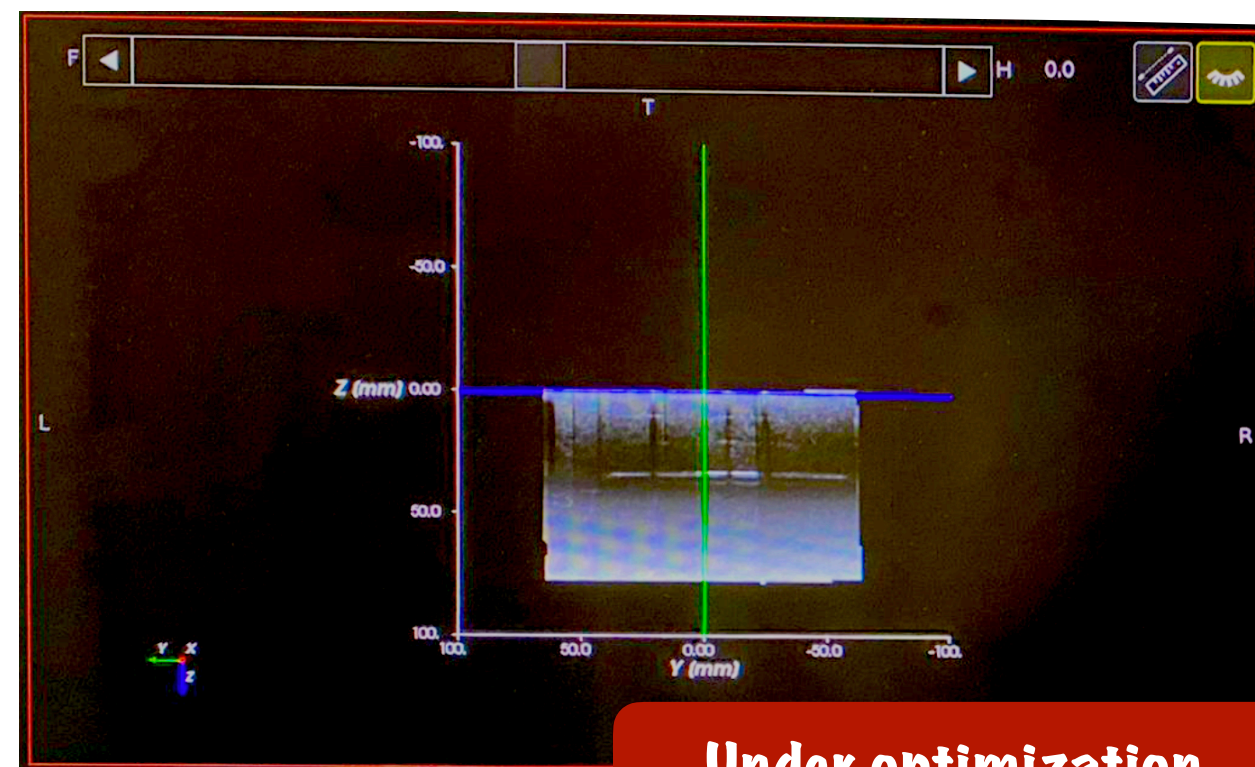 F H 0.0
T
-100.
-50.0
Z (mm) 0.00
L
R
50.0
100.
100. 50.0 0.00 -50.0 -100.
Y (mm)
Y X
Z
Under optimization